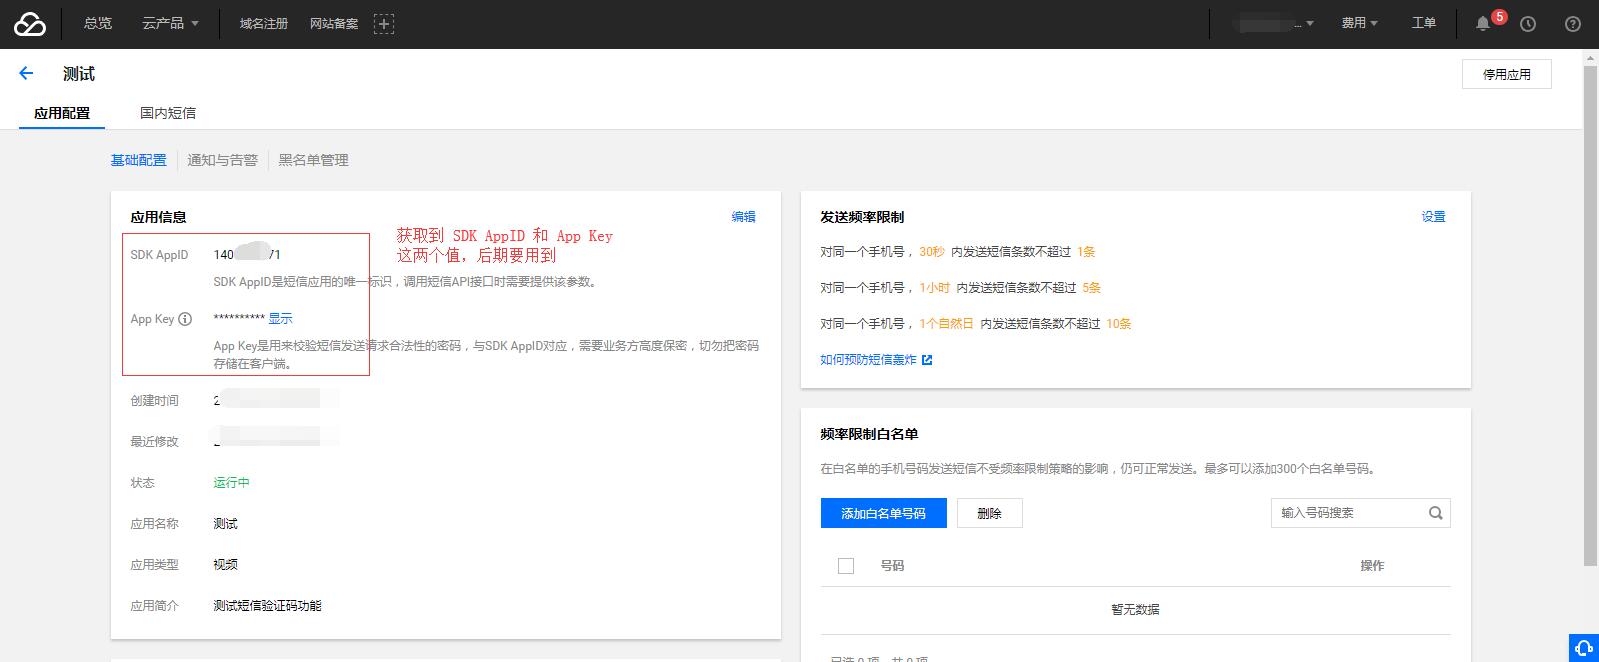 总览 云产品 域名注册 网站备案 费用 工单 5
测试
停用应用
应用配置 国内短信
基础配置 通知与告警 黑名单管理
应用信息 编辑
获取到 SDK AppID 和 App Key
这两个值，后期要用到
SDK AppID 140 71
SDK AppID是短信应用的唯一标识，调用短信API接口时需要提供该参数。
App Key ********** 显示
App Key是用来校验短信发送请求合法性的密码，与SDK AppID对应，需要业务方高度保密，切勿把密码
存储在客户端。
创建时间 2
最近修改
状态 运行中
应用名称 测试
应用类型 视频
应用简介 测试短信验证码功能
发送频率限制 设置
对同一个手机号，30秒 内发送短信条数不超过 1条
对同一个手机号，1小时 内发送短信条数不超过 5条
对同一个手机号，1个自然日 内发送短信条数不超过 10条
如何预防短信轰炸
频率限制白名单
在白名单的手机号码发送短信不受频率限制策略的影响，仍可正常发送。最多可以添加300个白名单号码。
添加白名单号码 删除 输入号码搜索
号码 操作
暂无数据
已选 0 项，共 0 项